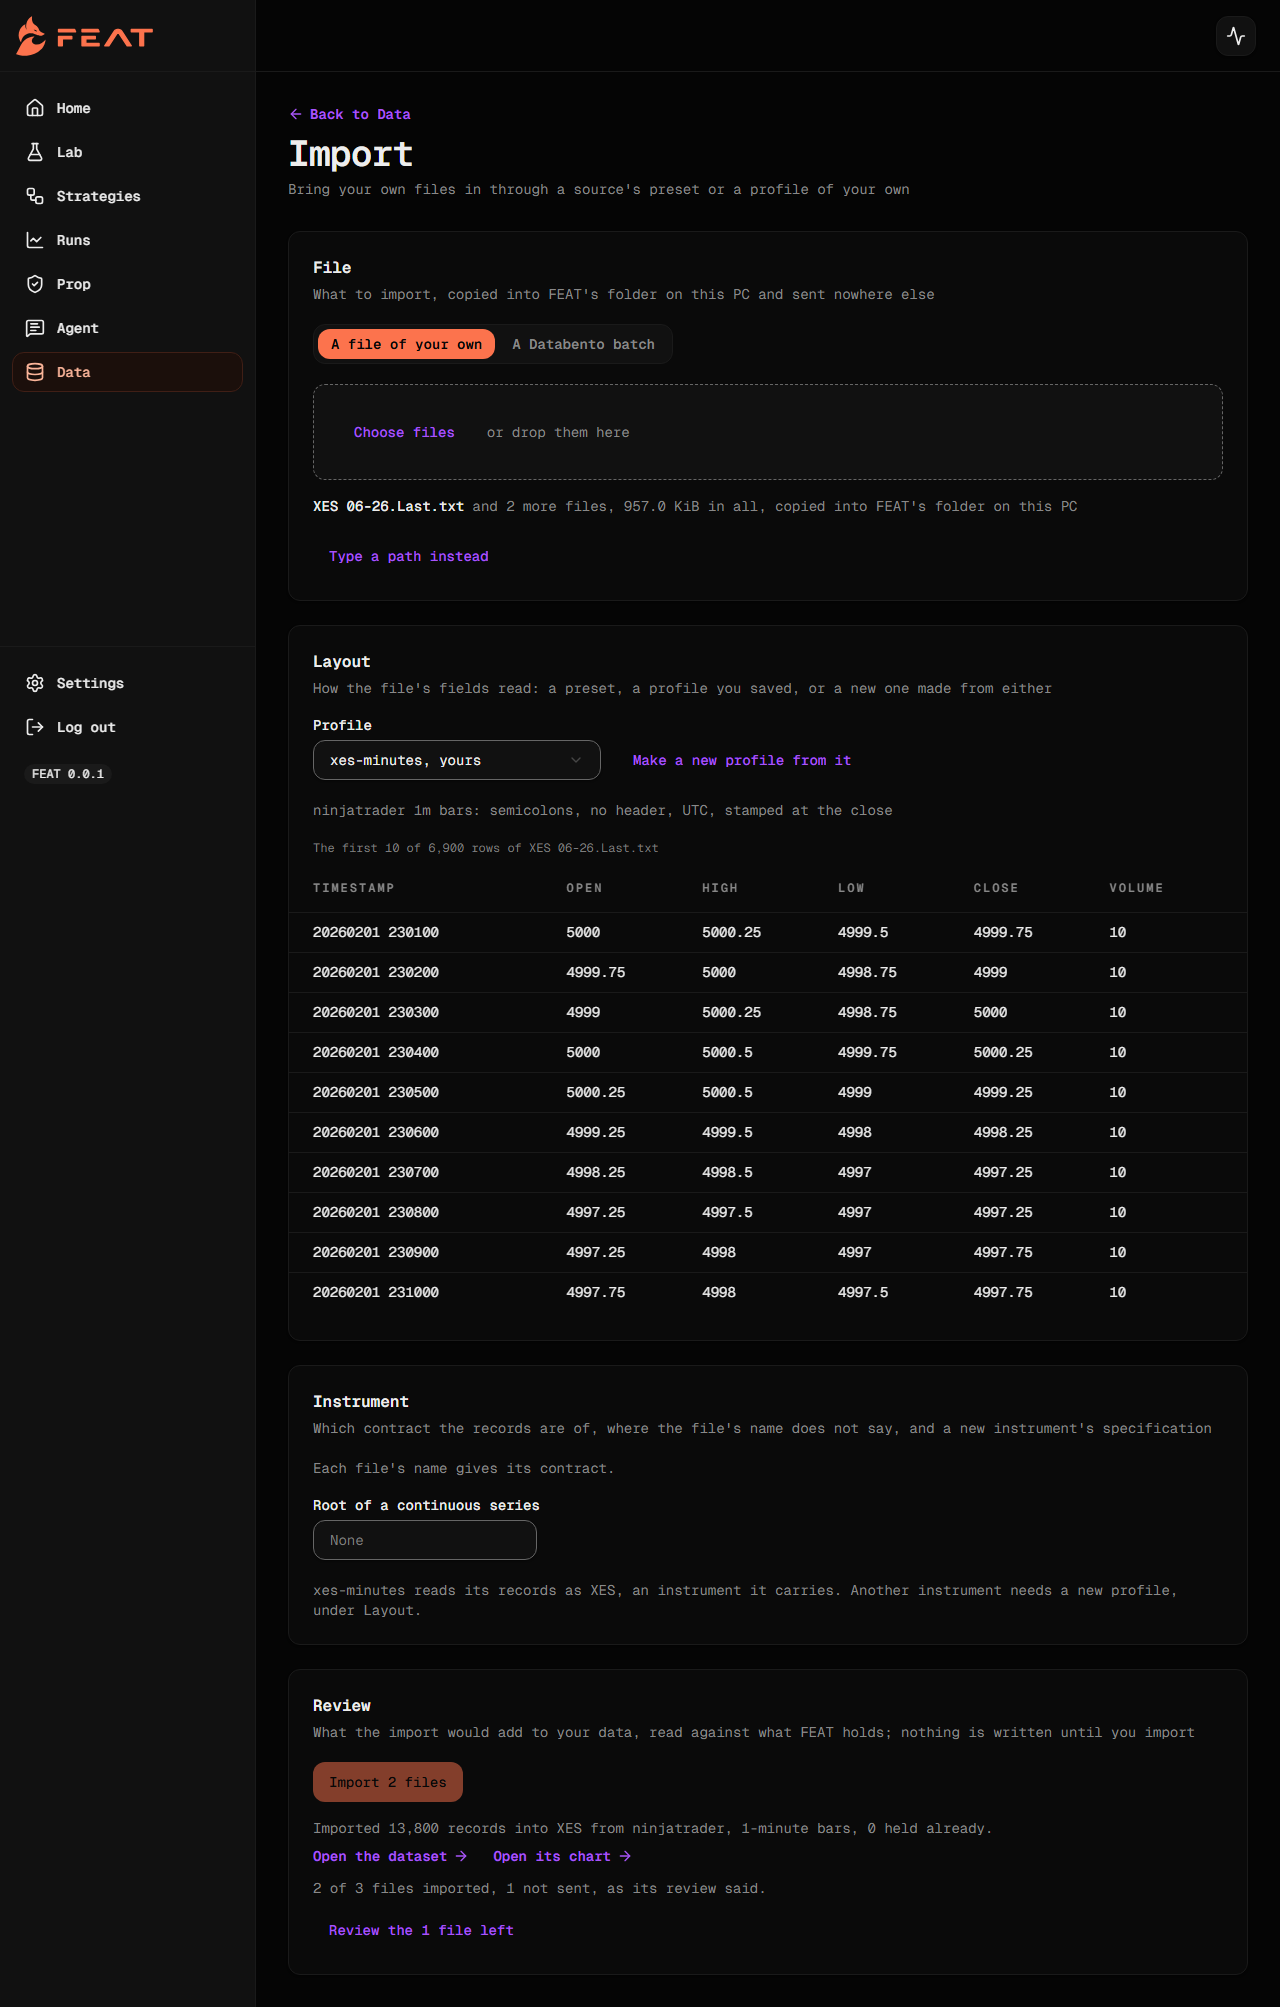 FEAT
Home
Lab
Strategies
Runs
Prop
Agent
Data
Settings
Log out
FEAT 0.0.1
← Back to Data
Import
Bring your own files in through a source's preset or a profile of your own
File
What to import, copied into FEAT's folder on this PC and sent nowhere else
A file of your own A Databento batch
Choose files or drop them here
XES 06-26.Last.txt and 2 more files, 957.0 KiB in all, copied into FEAT's folder on this PC
Type a path instead
Layout
How the file's fields read: a preset, a profile you saved, or a new one made from either
Profile
xes-minutes, yours Make a new profile from it
ninjatrader 1m bars: semicolons, no header, UTC, stamped at the close
The first 10 of 6,900 rows of XES 06-26.Last.txt
TIMESTAMP OPEN HIGH LOW CLOSE VOLUME
20260201 230100 5000 5000.25 4999.5 4999.75 10
20260201 230200 4999.75 5000 4998.75 4999 10
20260201 230300 4999 5000.25 4998.75 5000 10
20260201 230400 5000 5000.5 4999.75 5000.25 10
20260201 230500 5000.25 5000.5 4999 4999.25 10
20260201 230600 4999.25 4999.5 4998 4998.25 10
20260201 230700 4998.25 4998.5 4997 4997.25 10
20260201 230800 4997.25 4997.5 4997 4997.25 10
20260201 230900 4997.25 4998 4997 4997.75 10
20260201 231000 4997.75 4998 4997.5 4997.75 10
Instrument
Which contract the records are of, where the file's name does not say, and a new instrument's specification
Each file's name gives its contract.
Root of a continuous series
None
xes-minutes reads its records as XES, an instrument it carries. Another instrument needs a new profile,
under Layout.
Review
What the import would add to your data, read against what FEAT holds; nothing is written until you import
Import 2 files
Imported 13,800 records into XES from ninjatrader, 1-minute bars, 0 held already.
Open the dataset → Open its chart →
2 of 3 files imported, 1 not sent, as its review said.
Review the 1 file left